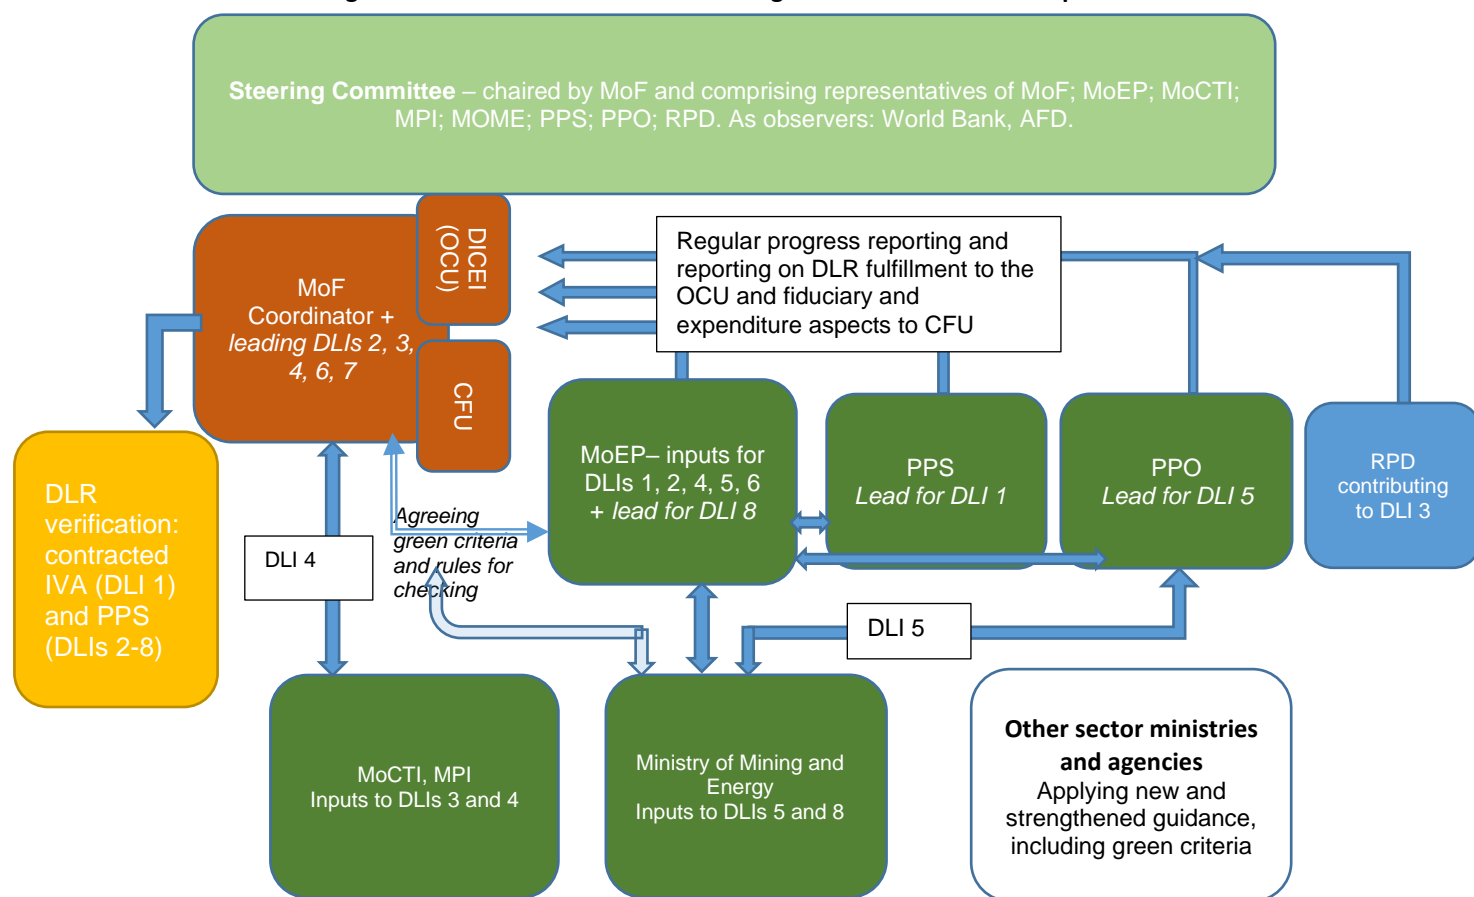 Steering Committee – chaired by MoF and comprising representatives of MoF; MoEP; MoCTI;
MPI; MOME; PPS; PPO; RPD. As observers: World Bank, AFD.
DICEI
(OCU)
MoF
Coordinator +
leading DLIs 2, 3,
4, 6, 7
CFU
Regular progress reporting and
reporting on DLR fulfillment to the
OCU and fiduciary and
expenditure aspects to CFU
MoEP– inputs for
DLIs 1, 2, 4, 5, 6
+ lead for DLI 8
PPS
Lead for DLI 1
PPO
Lead for DLI 5
RPD
contributing
to DLI 3
DLR
verification:
contracted
IVA (DLI 1)
and PPS
(DLIs 2-8)
DLI 4
Agreeing
green criteria
and rules for
checking
DLI 5
MoCTI, MPI
Inputs to DLIs 3 and 4
Ministry of Mining and
Energy
Inputs to DLIs 5 and 8
Other sector ministries
and agencies
Applying new and
strengthened guidance,
including green criteria